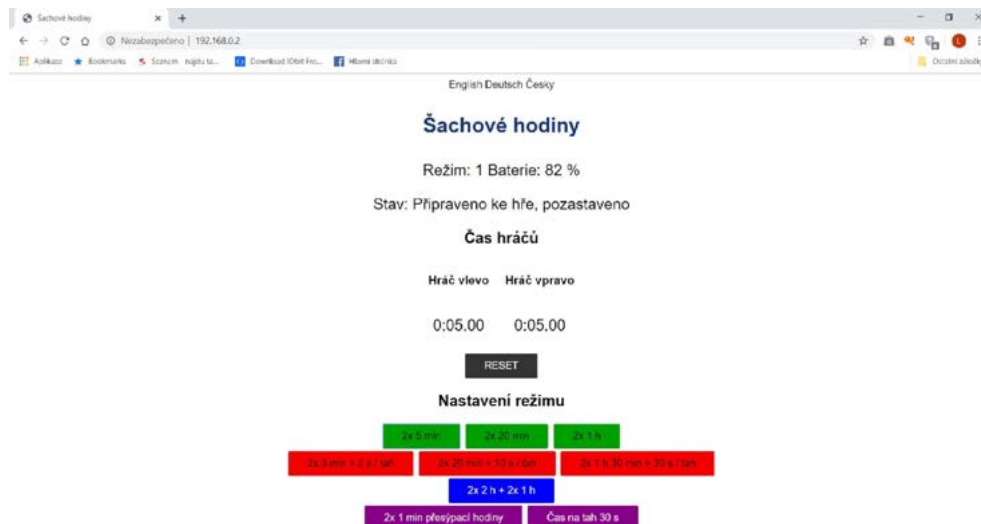 Šachové hodiny
Nezabezpečeno | 192.168.0.2
Aplikace Bookmarks Seznam najdu ta... Download IObit Fre... Hlavní stránka Ostatní záložky
English Deutsch Česky
Šachové hodiny
Režim: 1 Baterie: 82 %
Stav: Připraveno ke hře, pozastaveno
Čas hráčů
Hráč vlevo Hráč vpravo
0:05.00 0:05.00
RESET
Nastavení režimu
2x 5 min 2x 20 min 2x 1 h
2x 3 min + 2 s / tah 2x 20 min + 10 s / tah 2x 1 h 30 min + 30 s / tah
2x 2 h + 2x 1 h
2x 1 min přesýpací hodiny Čas na tah 30 s